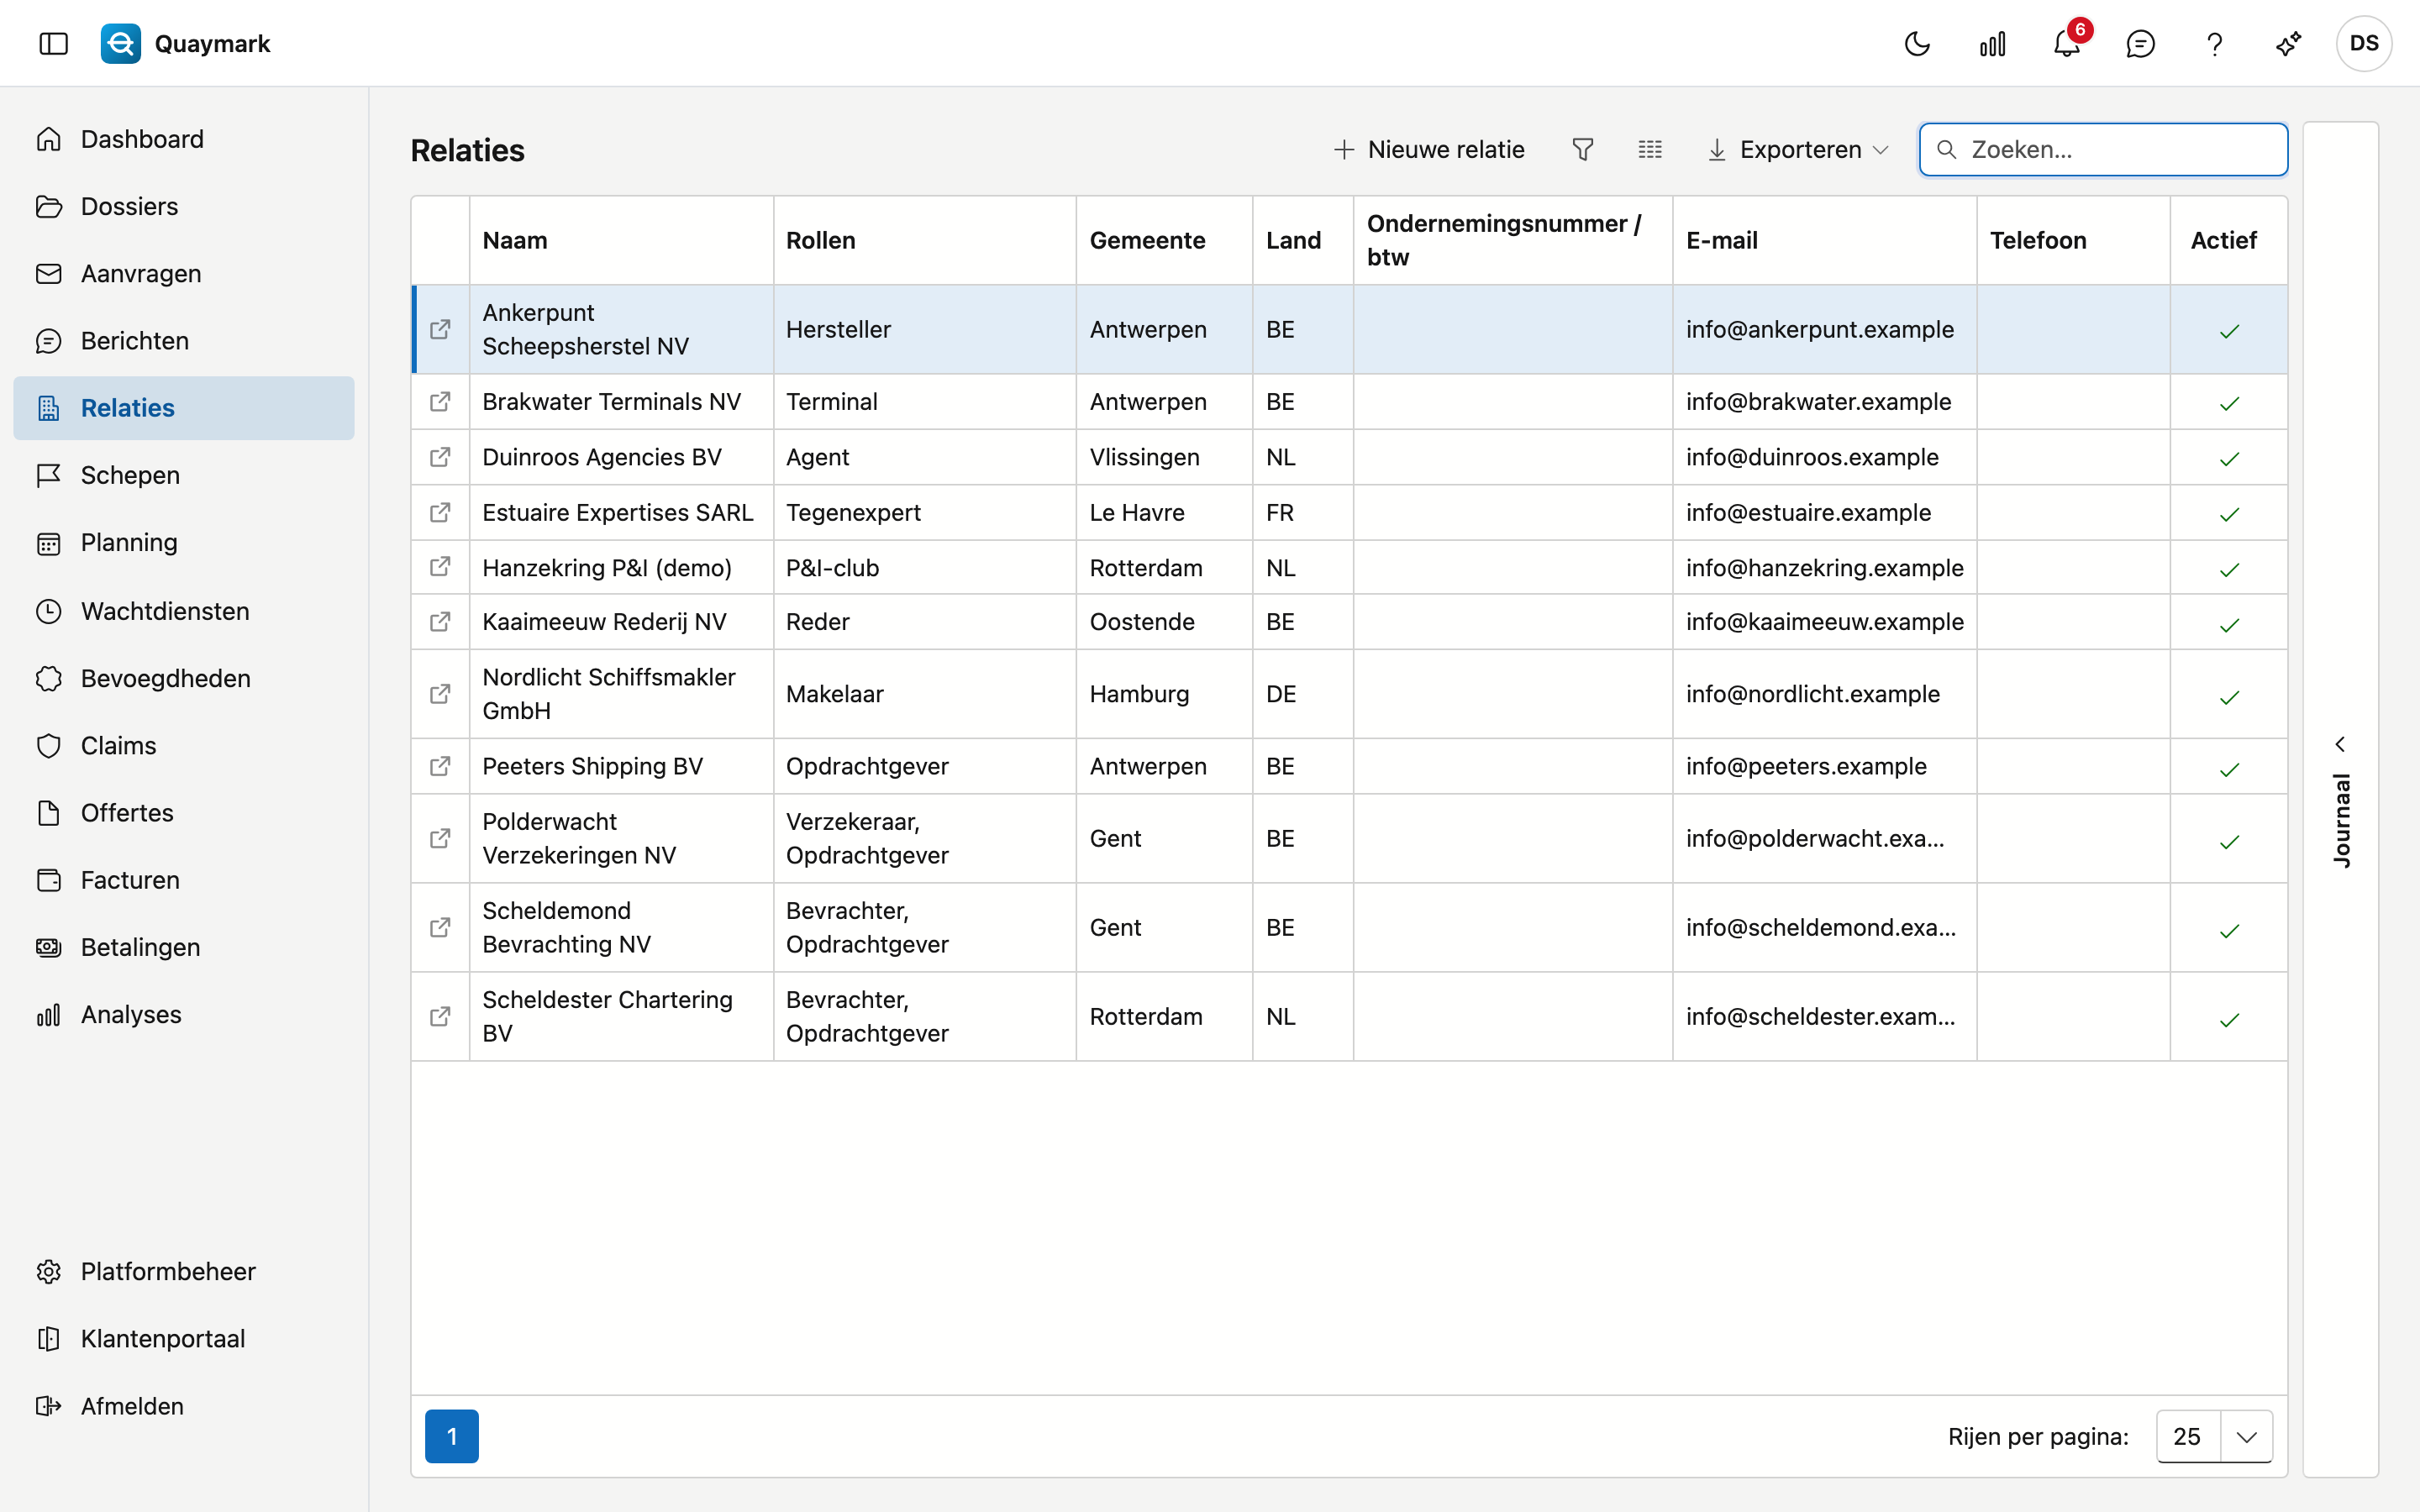 Quaymark
6
DS
Dashboard
Dossiers
Aanvragen
Berichten
Relaties
Schepen
Planning
Wachtdiensten
Bevoegdheden
Claims
Offertes
Facturen
Betalingen
Analyses
Platformbeheer
Klantenportaal
Afmelden
Relaties
Nieuwe relatie
Exporteren
Zoeken...
Naam Rollen Gemeente Land Ondernemingsnummer / btw E-mail Telefoon Actief
Ankerpunt Scheepsherstel NV Hersteller Antwerpen BE info@ankerpunt.example
Brakwater Terminals NV Terminal Antwerpen BE info@brakwater.example
Duinroos Agencies BV Agent Vlissingen NL info@duinroos.example
Estuaire Expertises SARL Tegenexpert Le Havre FR info@estuaire.example
Hanzekring P&I (demo) P&I-club Rotterdam NL info@hanzekring.example
Kaaimeeuw Rederij NV Reder Oostende BE info@kaaimeeuw.example
Nordlicht Schiffsmakler GmbH Makelaar Hamburg DE info@nordlicht.example
Peeters Shipping BV Opdrachtgever Antwerpen BE info@peeters.example
Polderwacht Verzekeringen NV Verzekeraar, Opdrachtgever Gent BE info@polderwacht.exa...
Scheldemond Bevrachting NV Bevrachter, Opdrachtgever Gent BE info@scheldemond.exa...
Scheldester Chartering BV Bevrachter, Opdrachtgever Rotterdam NL info@scheldester.exam...
1
Rijen per pagina: 25
Journaal